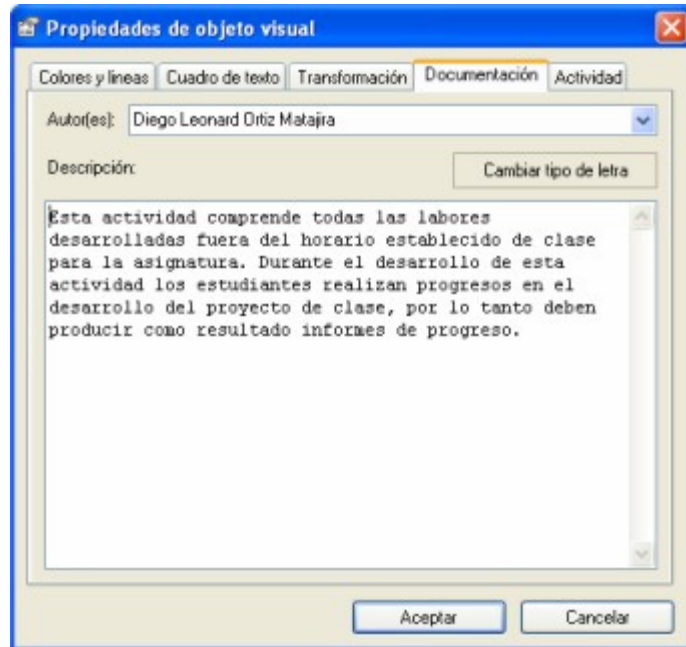 Propiedades de objeto visual
Colores y lineas Cuadro de texto Transformación Documentación Actividad
Autor(es): Diego Leonard Ortiz Matajira
Descripción: Cambiar tipo de letra
Esta actividad comprende todas las labores
desarrolladas fuera del horario establecido de clase
para la asignatura. Durante el desarrollo de esta
actividad los estudiantes realizan progresos en el
desarrollo del proyecto de clase, por lo tanto deben
producir como resultado informes de progreso.
Aceptar Cancelar